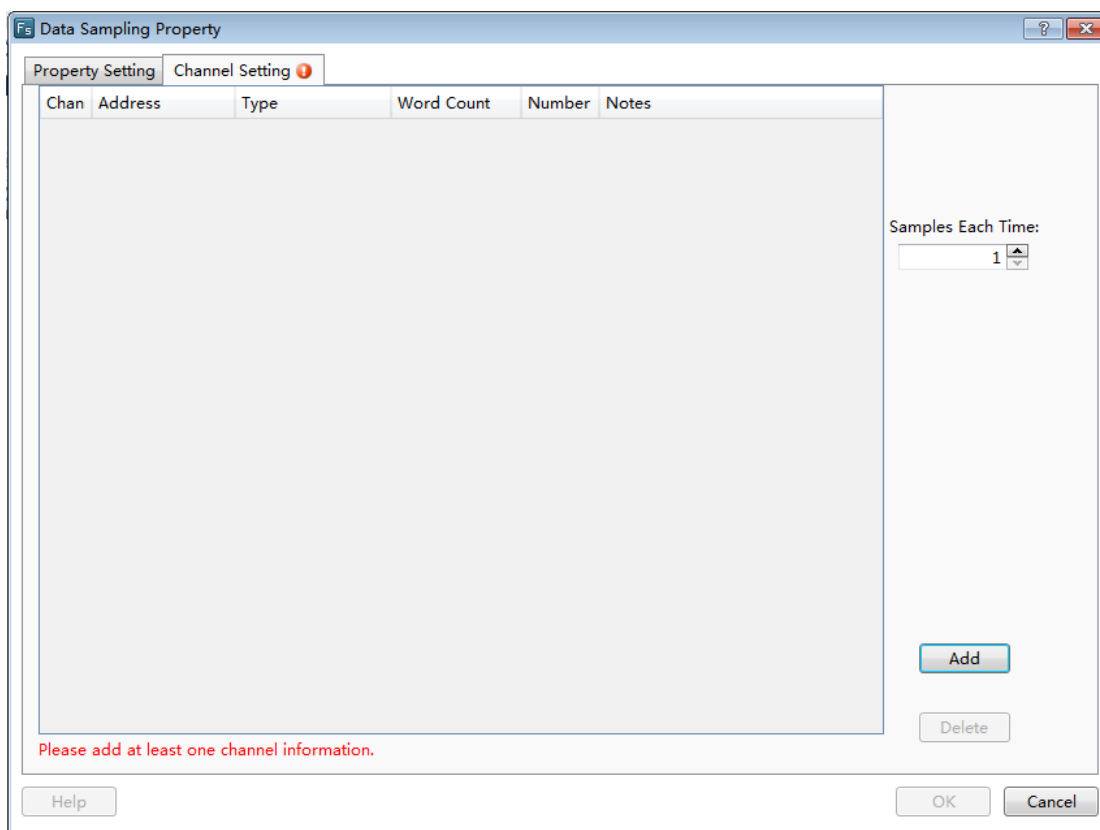 Fs Data Sampling Property
Property Setting Channel Setting
Chan Address Type Word Count Number Notes
Samples Each Time:
1
Add
Delete
Please add at least one channel information.
Help OK Cancel